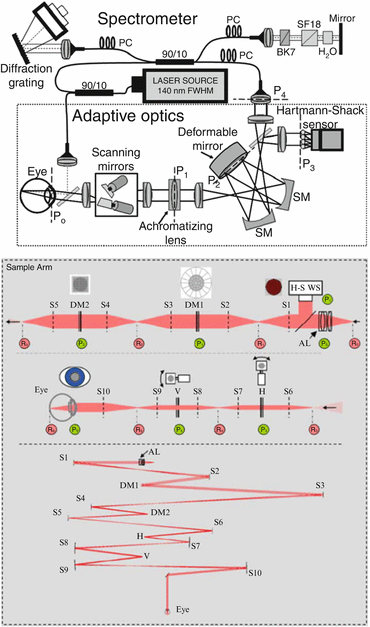 Spectrometer
PC
PC
PC
SF18
Mirror
BK7
H2O
Diffraction
grating
90/10
90/10
LASER SOURCE
140 nm FWHM
P4
Adaptive optics
Hartmann-Shack
sensor
Deformable
mirror
Scanning
mirrors
Eye
P1
P2
P3
Po
Achromatizing
lens
SM
SM
Sample Arm
H-S WS
S5 DM2 S4
S3 DM1 S2
S1
AL
Eye
S10
S9 V S8
S7 H S6
AL
S1
S2
DM1
S3
S4
DM2
S5
S6
H
S7
S8
V
S9
S10
Eye